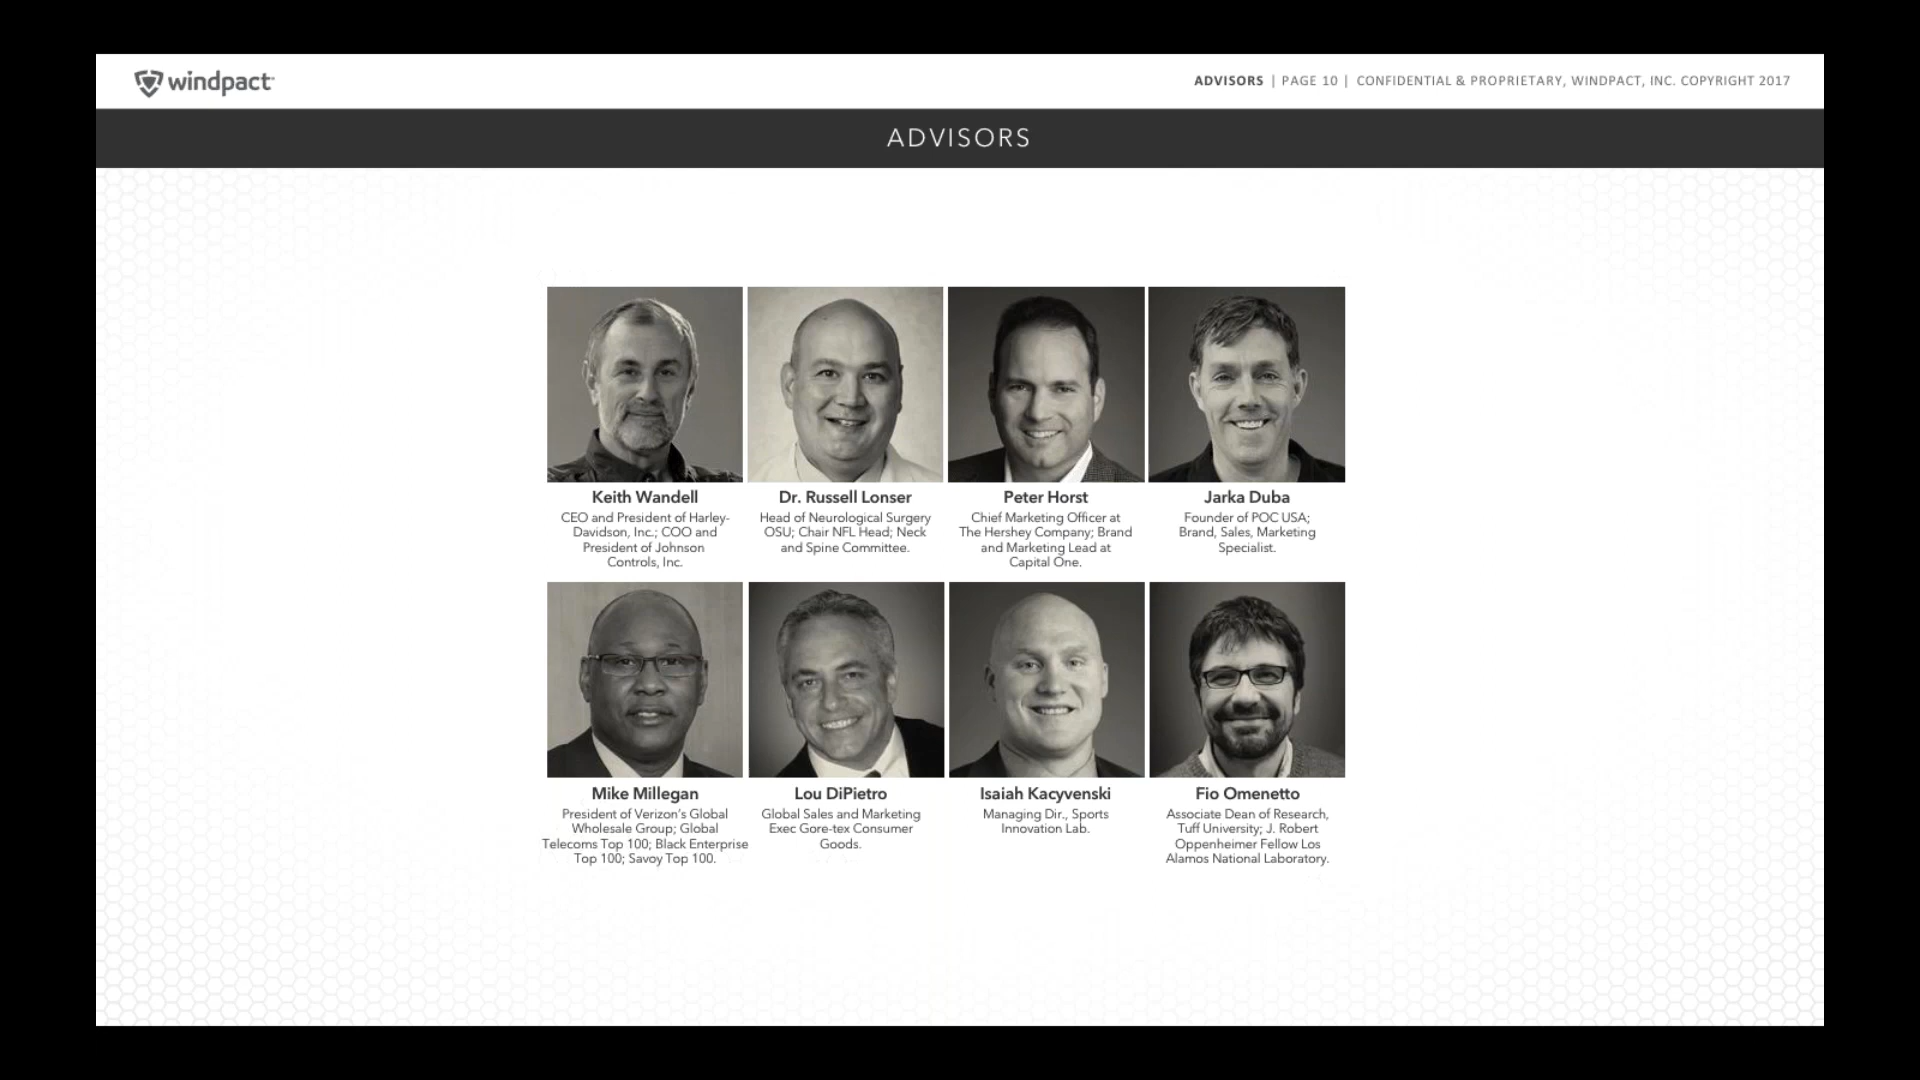 windpact
ADVISORS | PAGE 10 | CONFIDENTIAL & PROPRIETARY, WINDPACT, INC. COPYRIGHT 2017
ADVISORS
Keith Wandell
CEO and President of Harley-
Davidson, Inc.; COO and
President of Johnson
Controls, Inc.
Dr. Russell Lonser
Head of Neurological Surgery
OSU; Chair NFL Head; Neck
and Spine Committee.
Peter Horst
Chief Marketing Officer at
The Hershey Company; Brand
and Marketing Lead at
Capital One.
Jarka Duba
Founder of POC USA;
Brand, Sales, Marketing
Specialist.
Mike Millegan
President of Verizon's Global
Wholesale Group; Global
Telecoms Top 100; Black Enterprise
Top 100; Savoy Top 100.
Lou DiPietro
Global Sales and Marketing
Exec Gore-tex Consumer
Goods.
Isaiah Kacyvenski
Managing Dir., Sports
Innovation Lab.
Fio Omenetto
Associate Dean of Research,
Tuff University; J. Robert
Oppenheimer Fellow Los
Alamos National Laboratory.